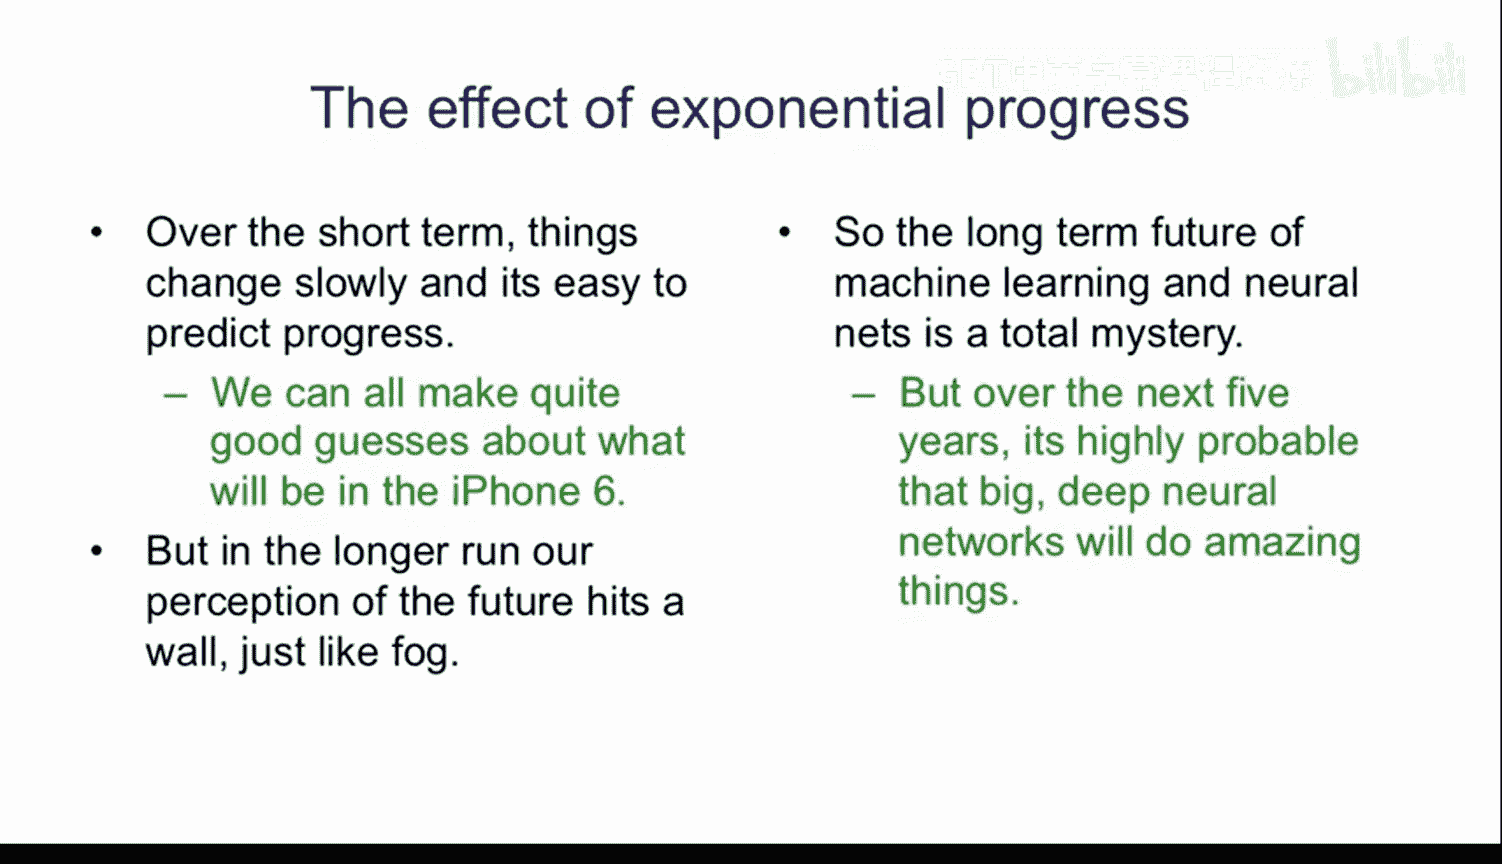 bilibili
The effect of exponential progress
• Over the short term, things
change slowly and its easy to
predict progress.
– We can all make quite
good guesses about what
will be in the iPhone 6.
• But in the longer run our
perception of the future hits a
wall, just like fog.
• So the long term future of
machine learning and neural
nets is a total mystery.
– But over the next five
years, its highly probable
that big, deep neural
networks will do amazing
things.